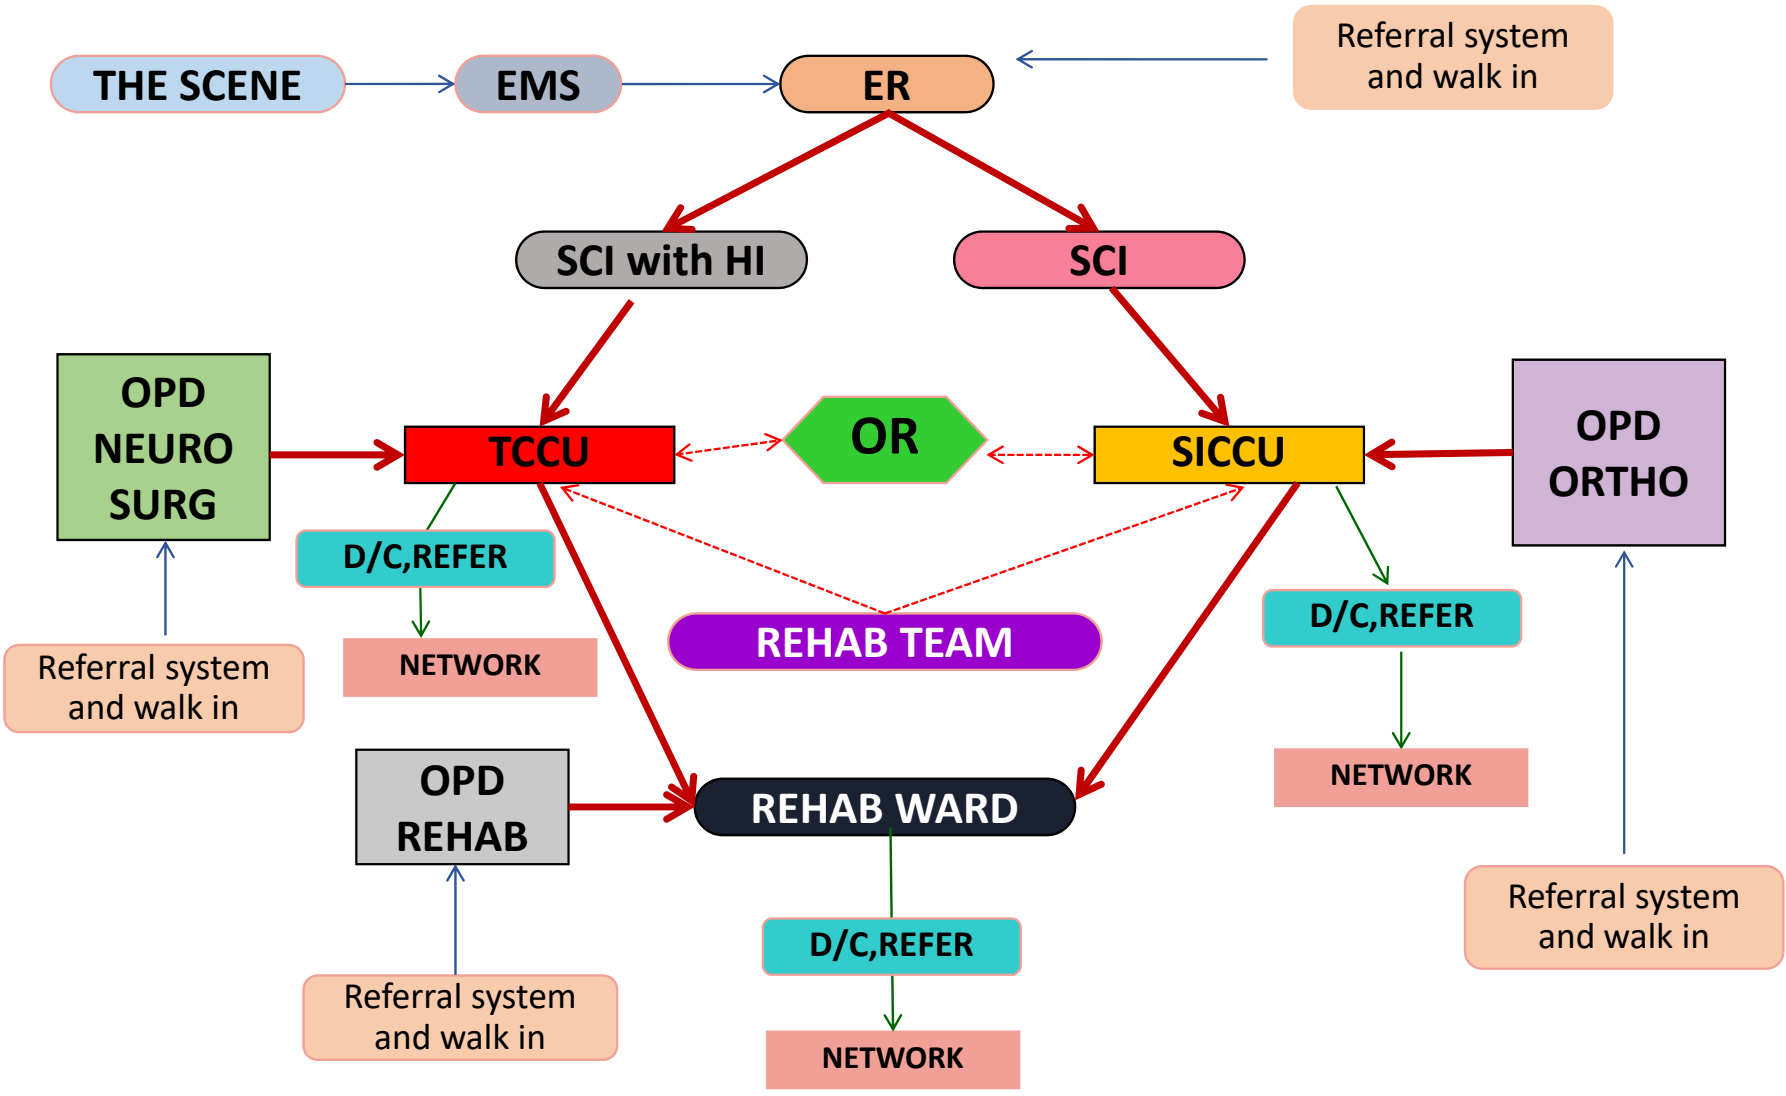 THE SCENE
EMS
ER
Referral system
and walk in
SCI with HI
SCI
OPD
NEURO
SURG
TCCU
OR
SICCU
OPD
ORTHO
D/C,REFER
NETWORK
REHAB TEAM
D/C,REFER
NETWORK
Referral system
and walk in
OPD
REHAB
REHAB WARD
Referral system
and walk in
D/C,REFER
NETWORK
Referral system
and walk in